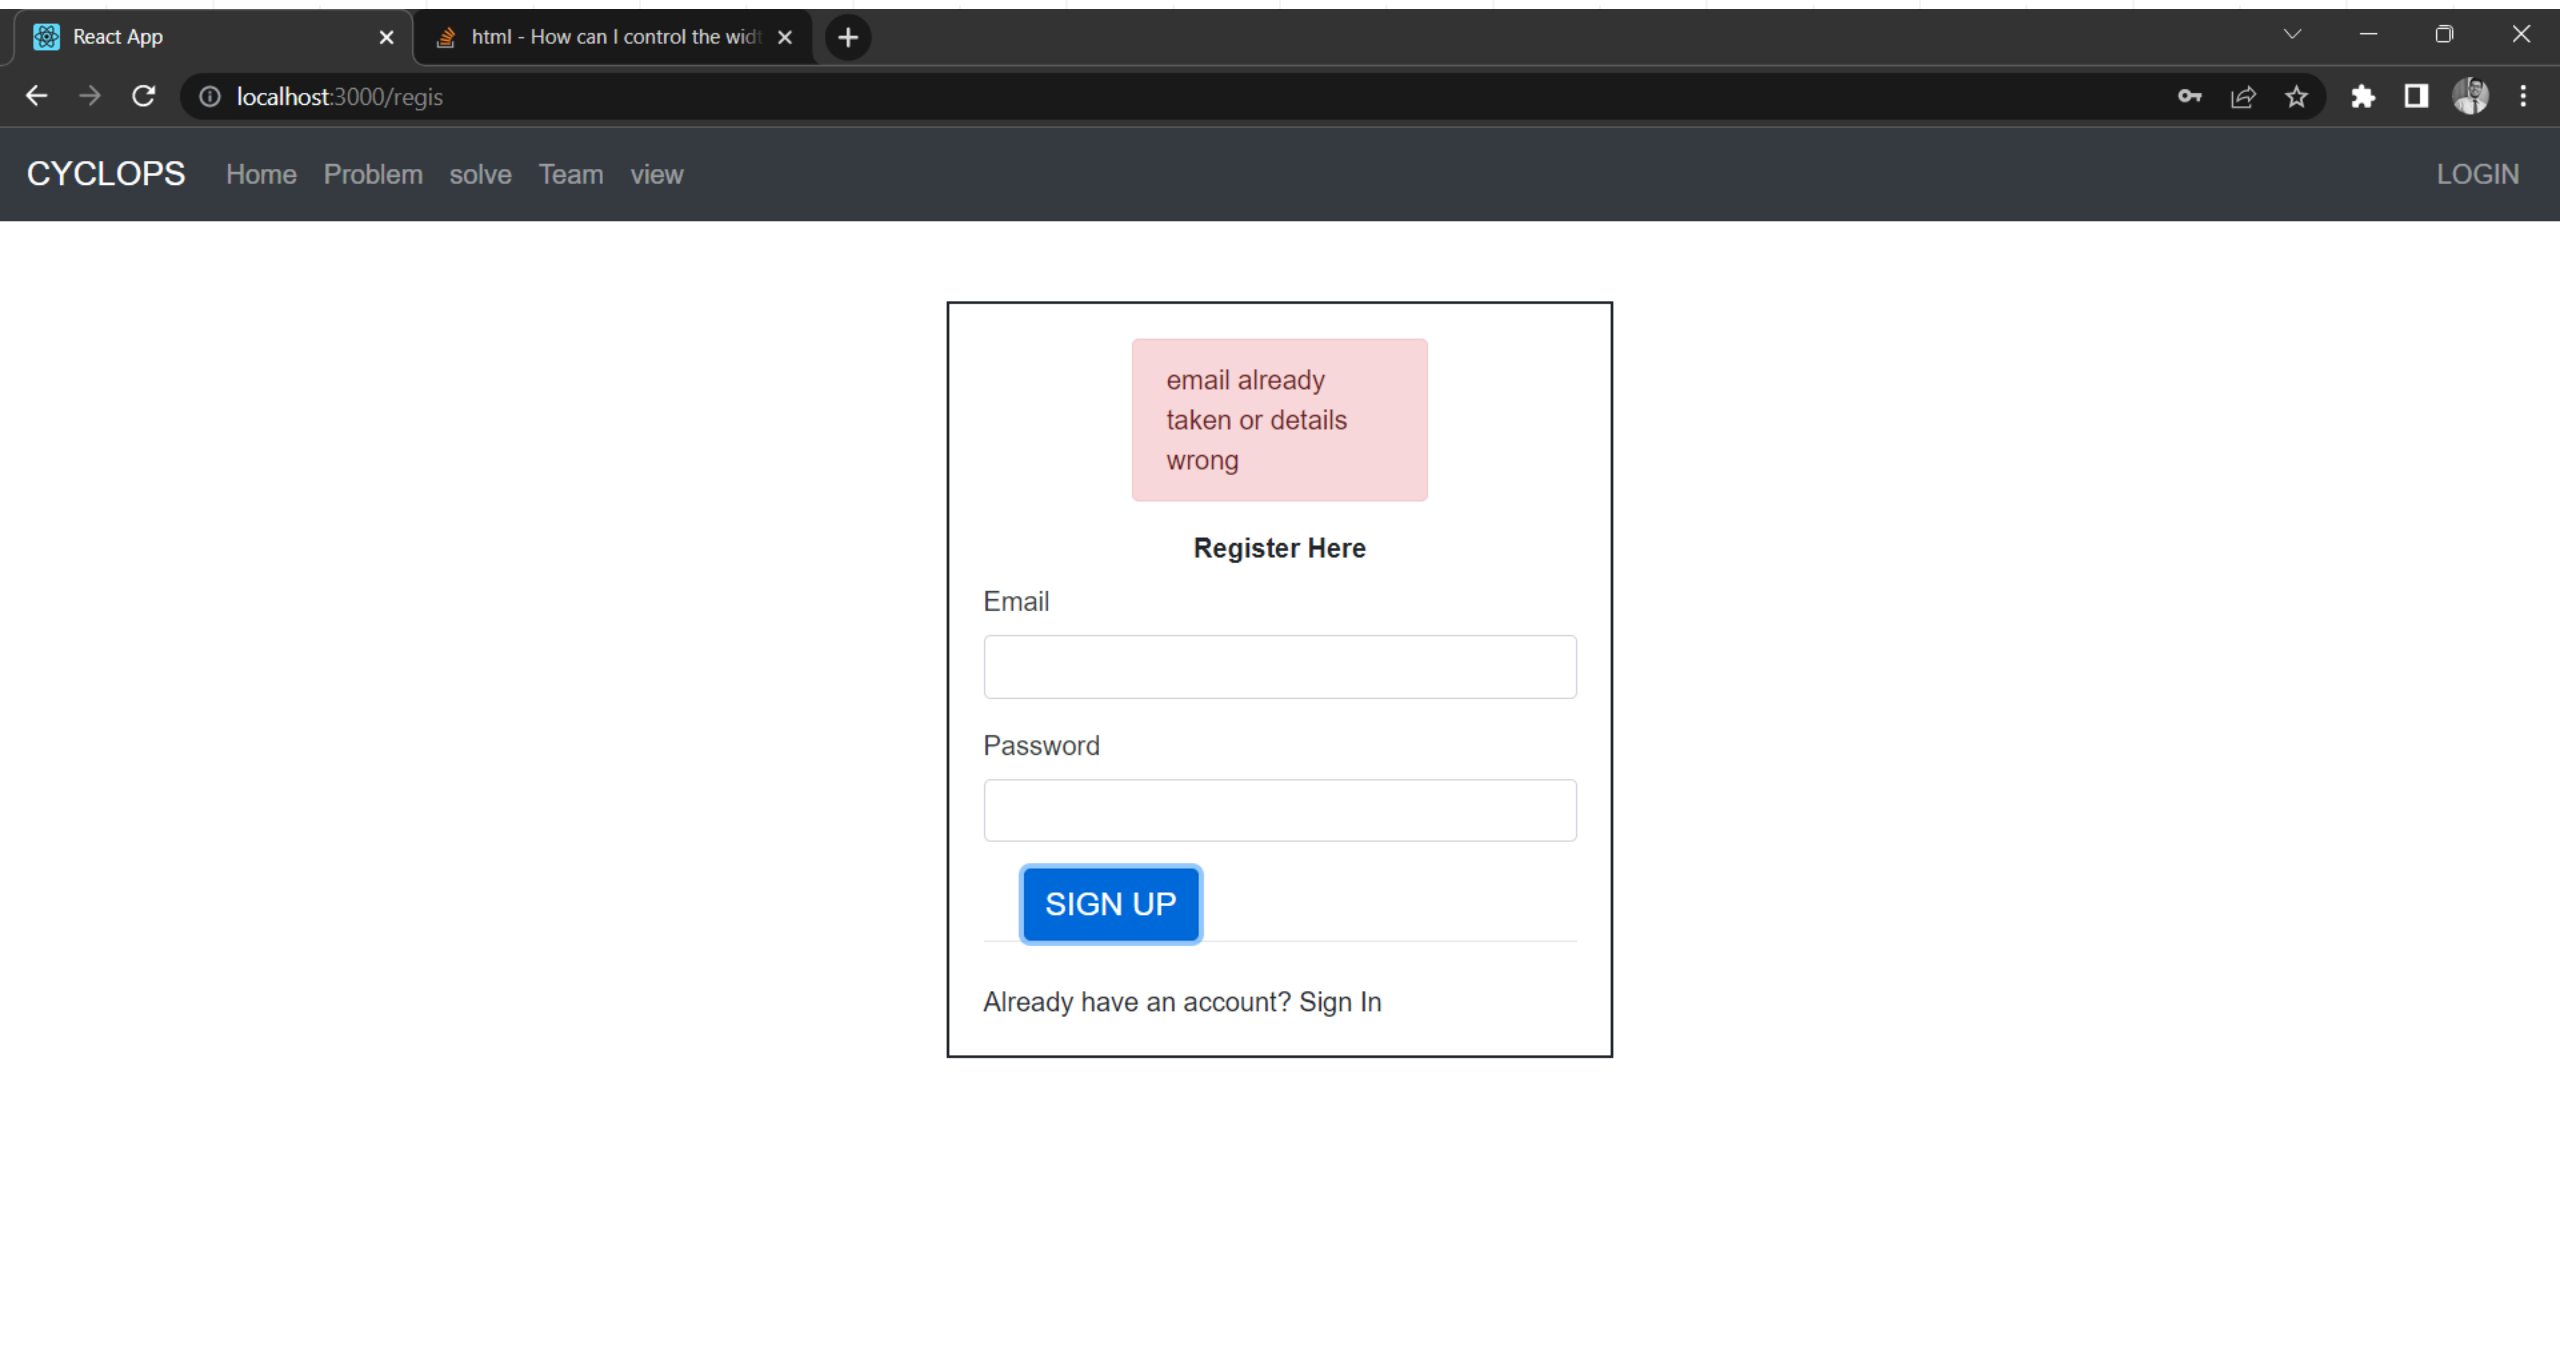 React App
html - How can I control the widt
localhost:3000/regis
CYCLOPS Home Problem solve Team view LOGIN
email already
taken or details
wrong
Register Here
Email
Password
SIGN UP
Already have an account? Sign In